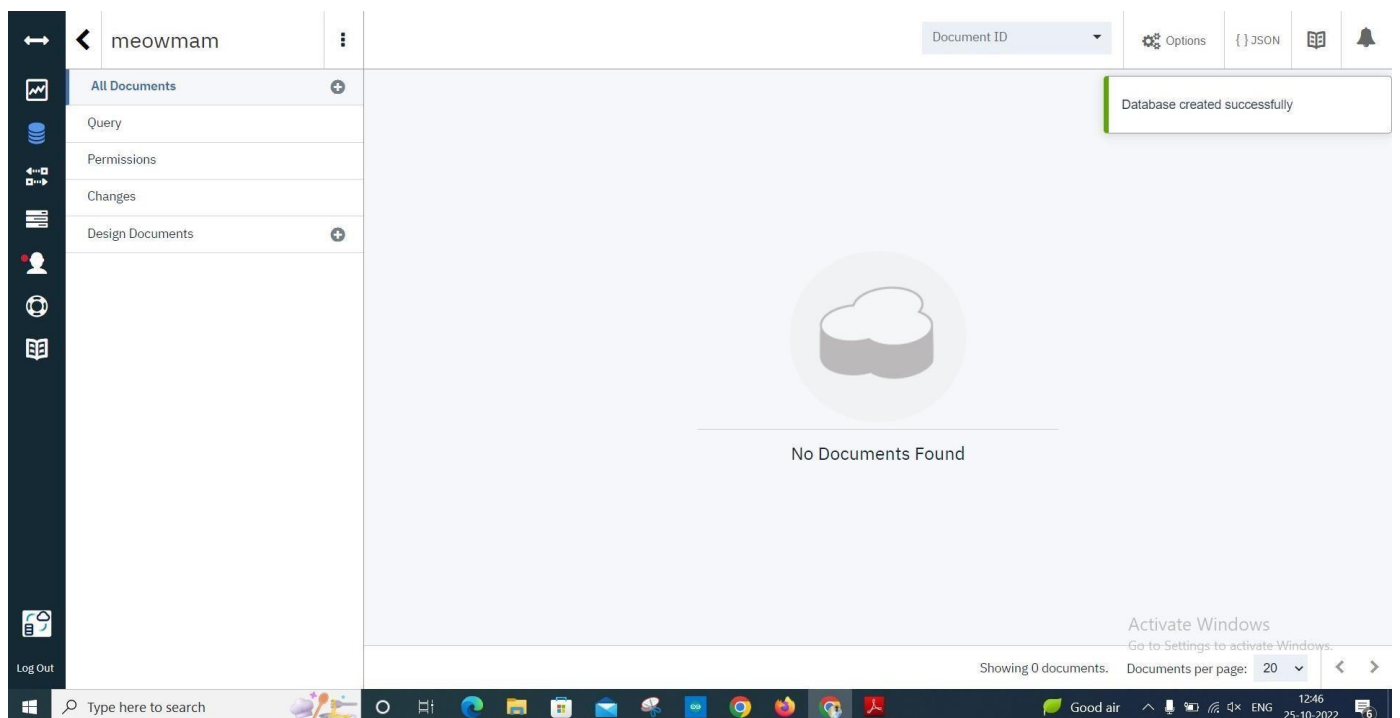 meowmam
Document ID
Options
{ } JSON
All Documents
Query
Permissions
Changes
Design Documents
Database created successfully
No Documents Found
Activate Windows
Go to Settings to activate Windows.
Showing 0 documents. Documents per page: 20
Log Out
Type here to search
Good air
ENG
12:46
25-10-2022
6